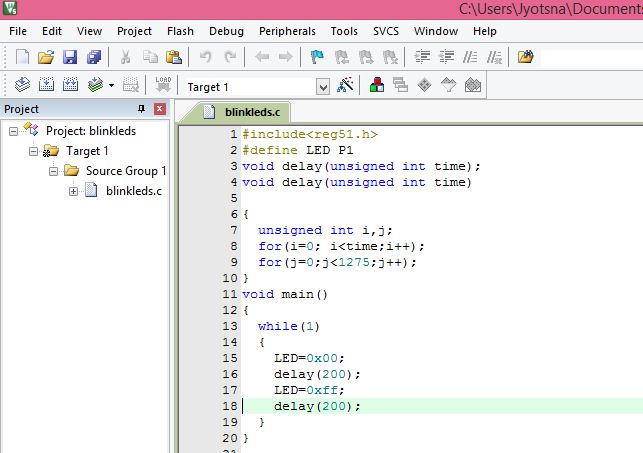 C:\Users\Jyotsna\Documents
File Edit View Project Flash Debug Peripherals Tools SVCS Window Help
LOAD Target 1
Project
blinkleds.c
Project: blinkleds
Target 1
Source Group 1
blinkleds.c
1 #include<reg51.h>
2 #define LED P1
3 void delay(unsigned int time);
4 void delay(unsigned int time)
5
6 {
7 unsigned int i,j;
8 for(i=0; i<time;i++);
9 for(j=0;j<1275;j++);
10 }
11 void main()
12 {
13 while(1)
14 {
15 LED=0x00;
16 delay(200);
17 LED=0xff;
18 delay(200);
19 }
20 }